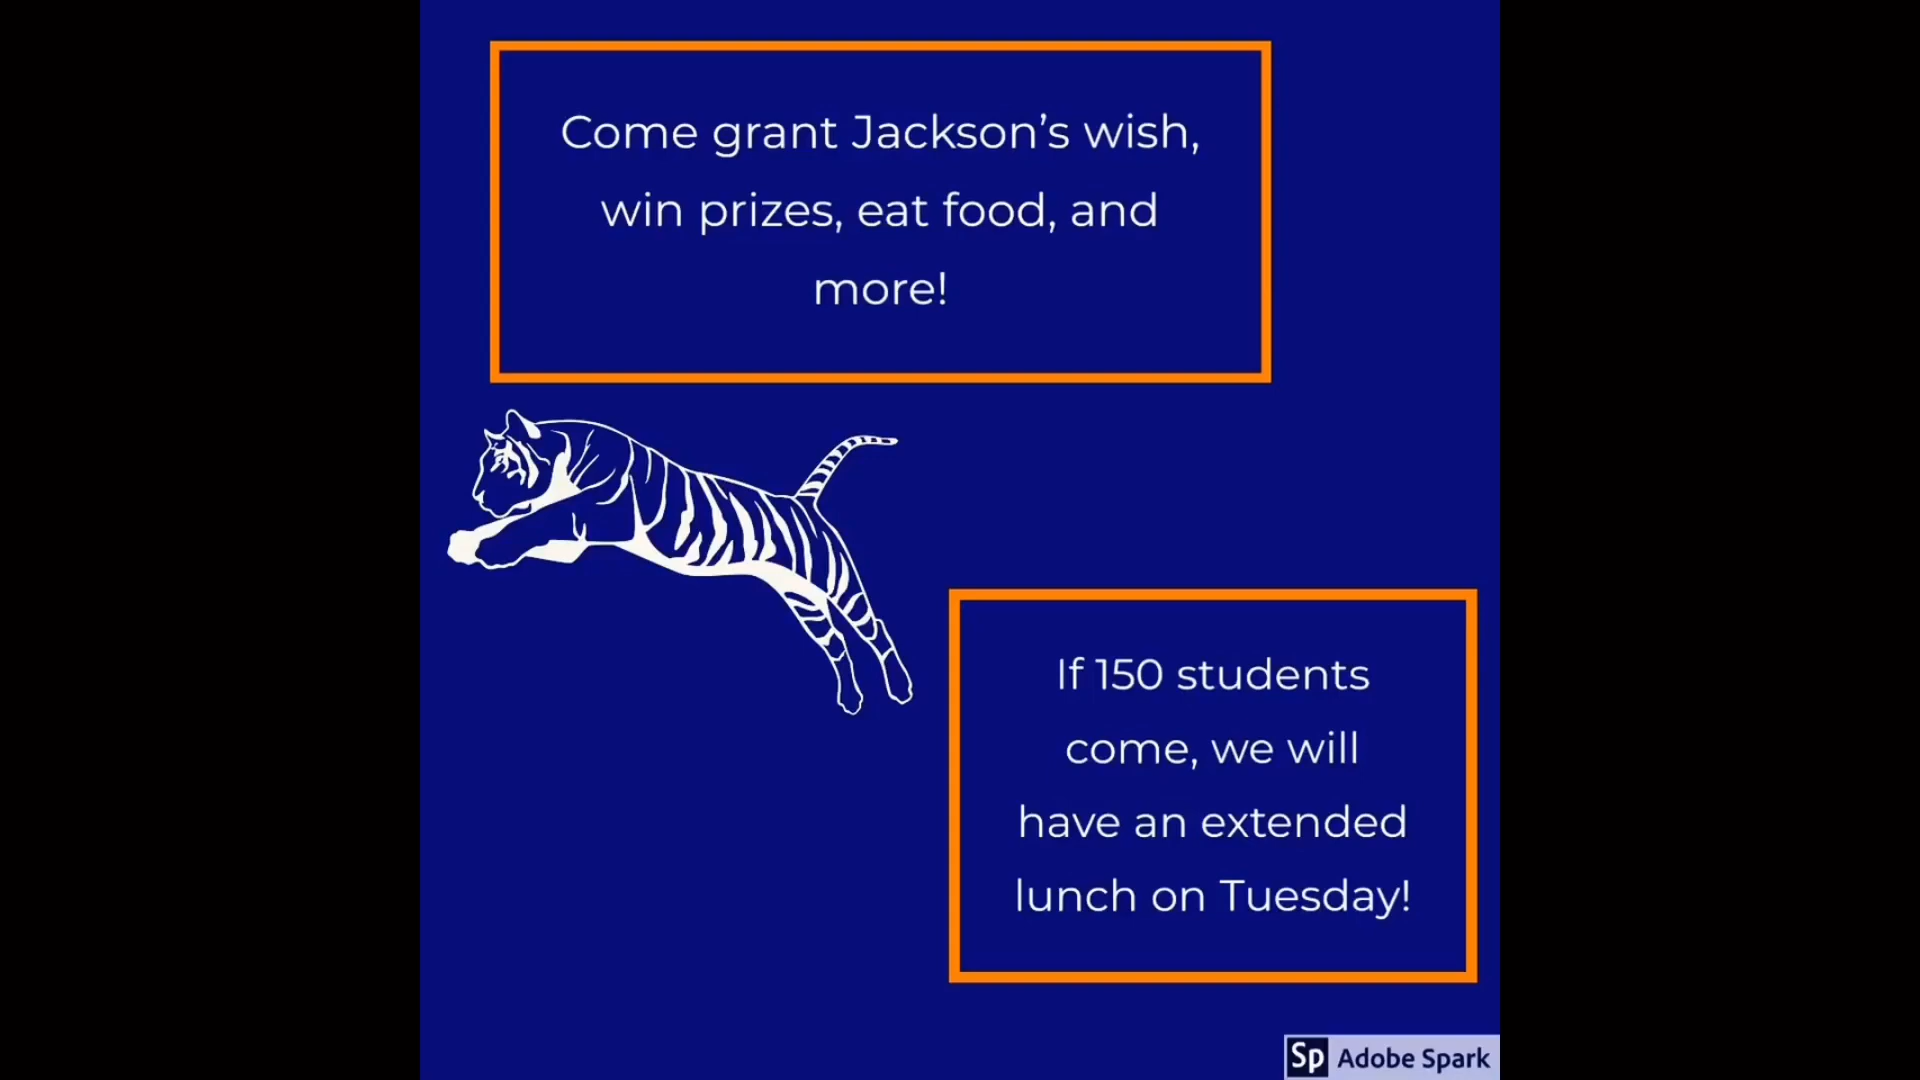 Come grant Jackson’s wish,
win prizes, eat food, and
more!
If 150 students
come, we will
have an extended
lunch on Tuesday!
Sp Adobe Spark